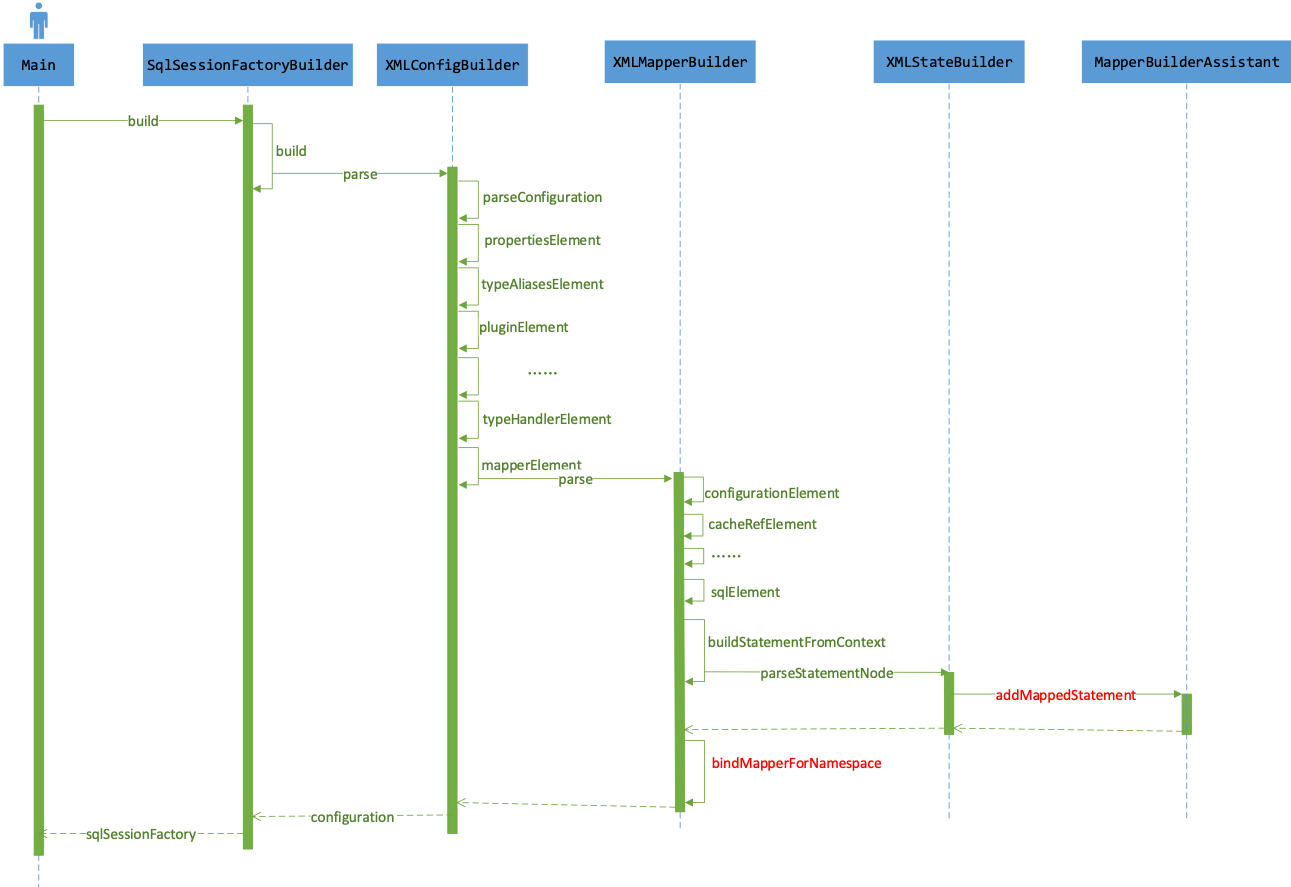 Main
SqlSessionFactoryBuilder
XMLConfigBuilder
XMLMapperBuilder
XMLStateBuilder
MapperBuilderAssistant
build
build
parse
parseConfiguration
propertiesElement
typeAliasesElement
pluginElement
......
typeHandlerElement
mapperElement
parse
configurationElement
cacheRefElement
......
sqlElement
buildStatementFromContext
parseStatementNode
addMappedStatement
bindMapperForNamespace
configuration
sqlSessionFactory